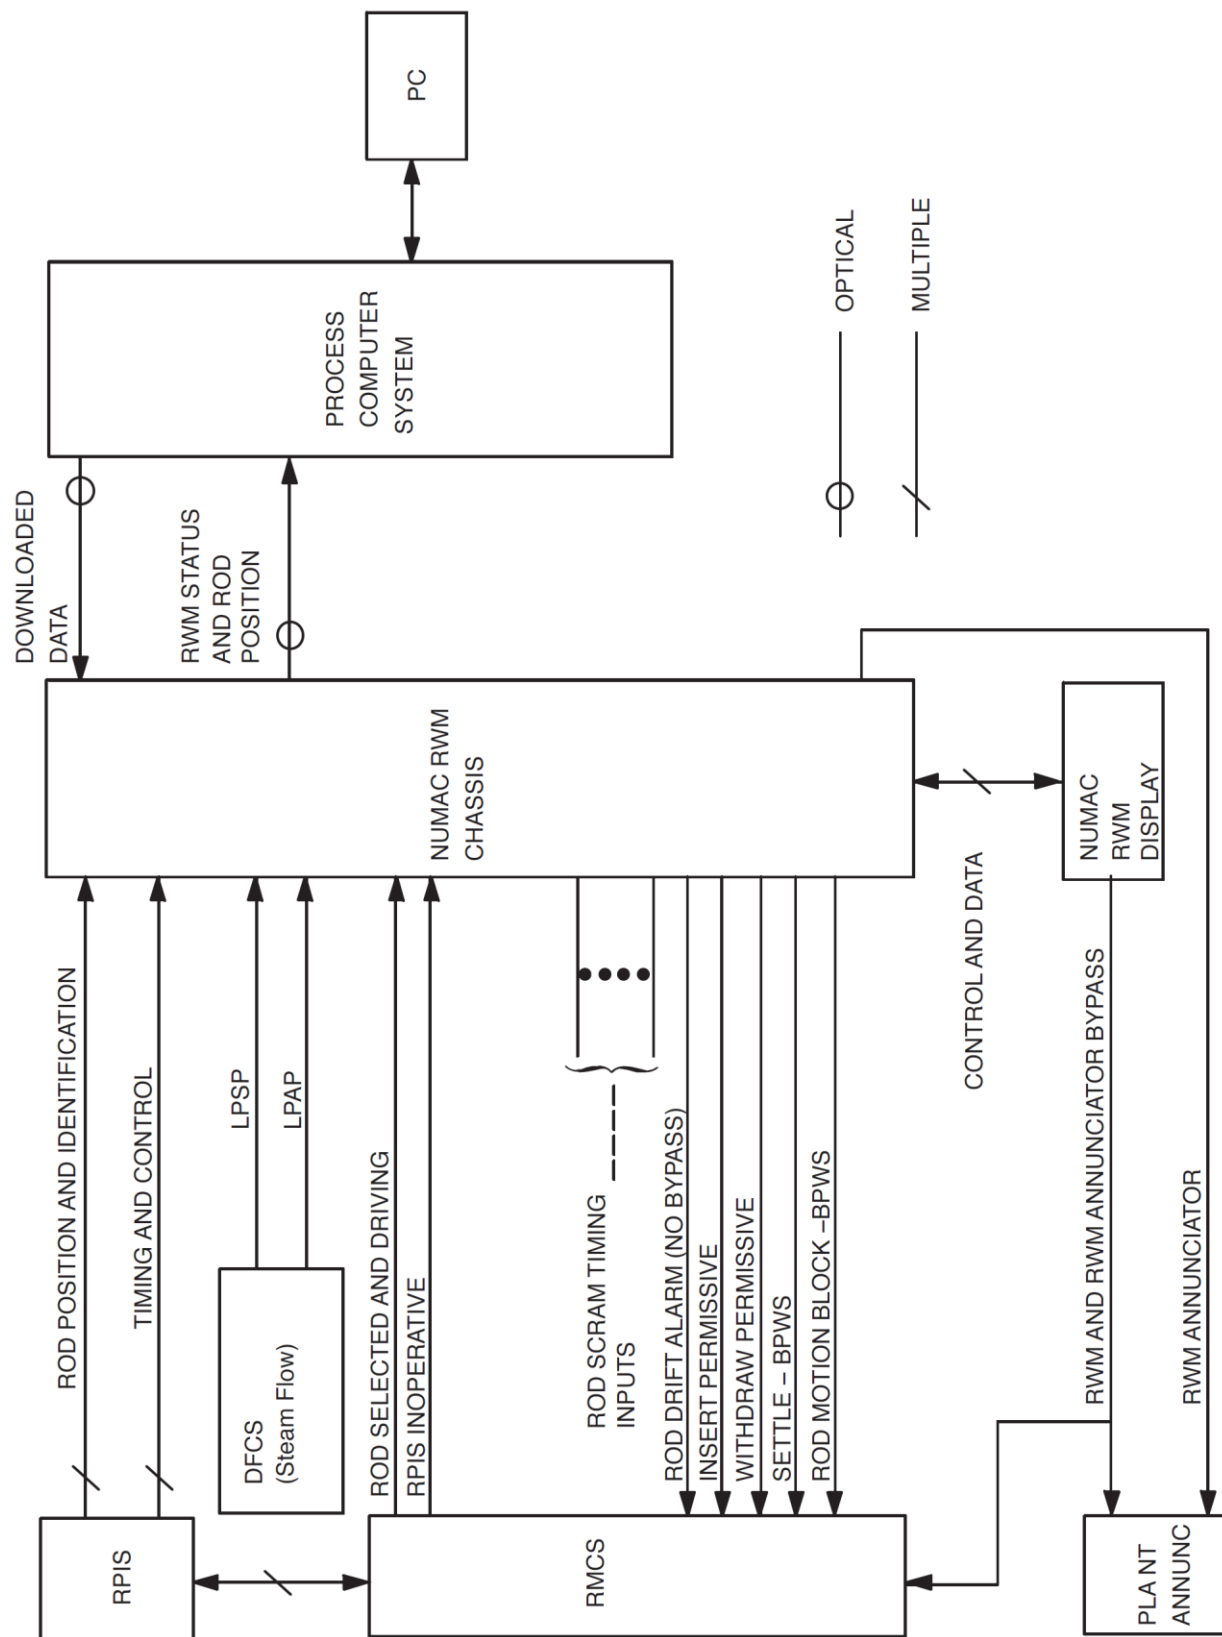 RPIS
ROD POSITION AND IDENTIFICATION
TIMING AND CONTROL
DFCS
(Steam Flow)
LPSP
LPAP
RMCS
ROD SELECTED AND DRIVING
RPIS INOPERATIVE
ROD SCRAM TIMING
INPUTS
ROD DRIFT ALARM (NO BYPASS)
INSERT PERMISSIVE
WITHDRAW PERMISSIVE
SETTLE – BPWS
ROD MOTION BLOCK –BPWS
PLA NT
ANNUNC
RWM AND RWM ANNUNCIATOR BYPASS
RWM ANNUNCIATOR
NUMAC RWM
CHASSIS
CONTROL AND DATA
NUMAC
RWM
DISPLAY
DOWNLOADED
DATA
RWM STATUS
AND ROD
POSITION
PROCESS
COMPUTER
SYSTEM
PC
OPTICAL
MULTIPLE